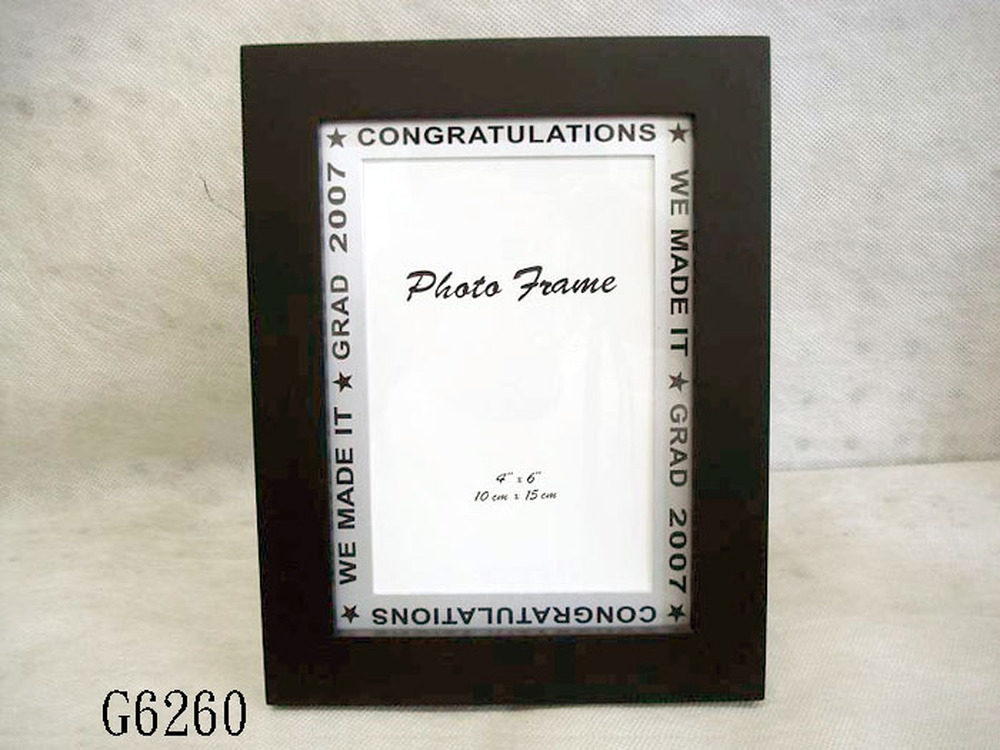 ★ CONGRATULATIONS ★
WE MADE IT ★ GRAD 2007
WE MADE IT ★ GRAD 2007
Photo Frame
4" x 6"
10 cm x 15 cm
★ CONGRATULATIONS ★
G6260